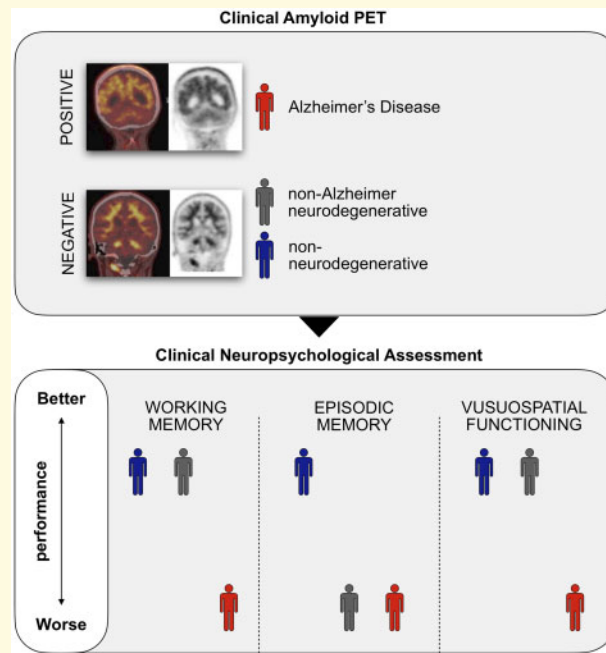 Clinical Amyloid PET
POSITIVE
Alzheimer's Disease
NEGATIVE
non-Alzheimer
neurodegenerative
non-
neurodegenerative
Clinical Neuropsychological Assessment
Better
performance
Worse
WORKING
MEMORY
EPISODIC
MEMORY
VUSUOSPATIAL
FUNCTIONING